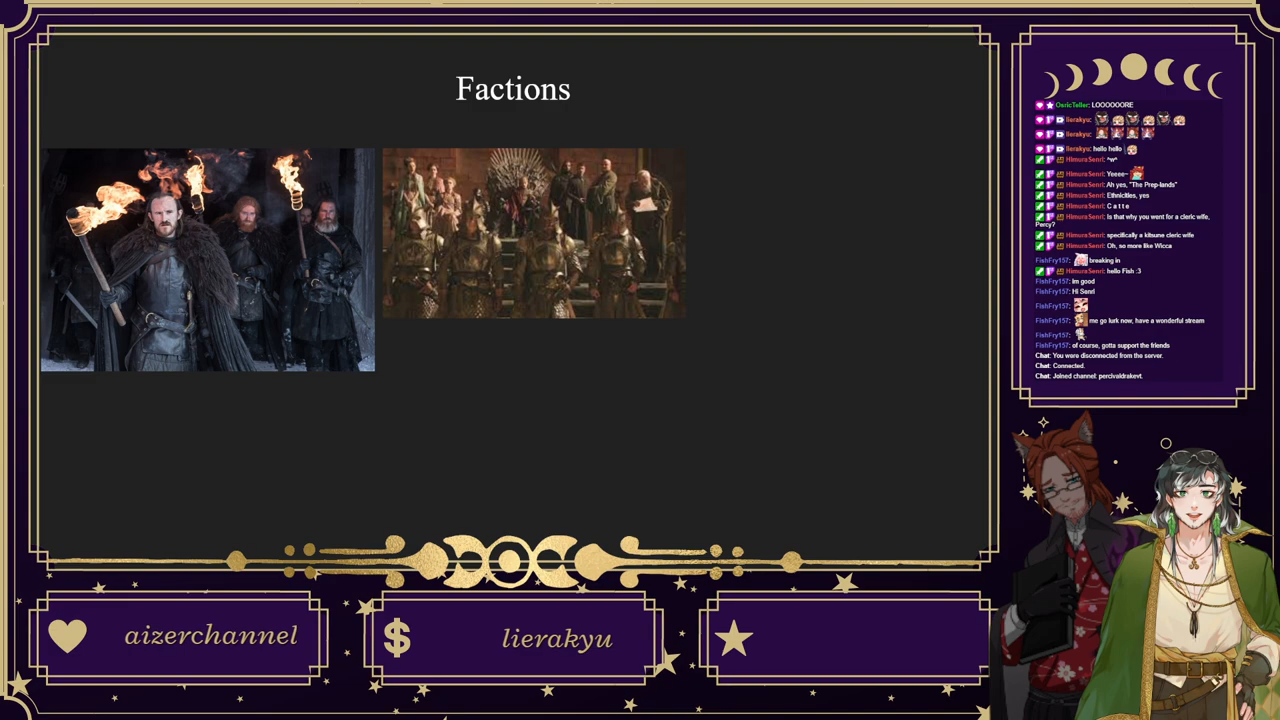 Factions
OsricTeller: LOOOOOORE
lierakyu:
lierakyu:
lierakyu: hello hello
HimuraSenri: ^w^
HimuraSenri: Yeeee~
HimuraSenri: Ah yes, "The Prep-lands"
HimuraSenri: Ethnicities, yes
HimuraSenri: C a t t e
HimuraSenri: Is that why you went for a cleric wife,
Percy?
HimuraSenri: specifically a kitsune cleric wife
HimuraSenri: Oh, so more like Wicca
FishFry157: breaking in
HimuraSenri: hello Fish :3
FishFry157: Im good
FishFry157: Hi Senri
FishFry157:
FishFry157: me go lurk now, have a wonderful stream
FishFry157:
FishFry157: of course, gotta support the friends
Chat: You were disconnected from the server.
Chat: Connected.
Chat: Joined channel: percivaldrakevt.
aizerchannel
$ lierakyu